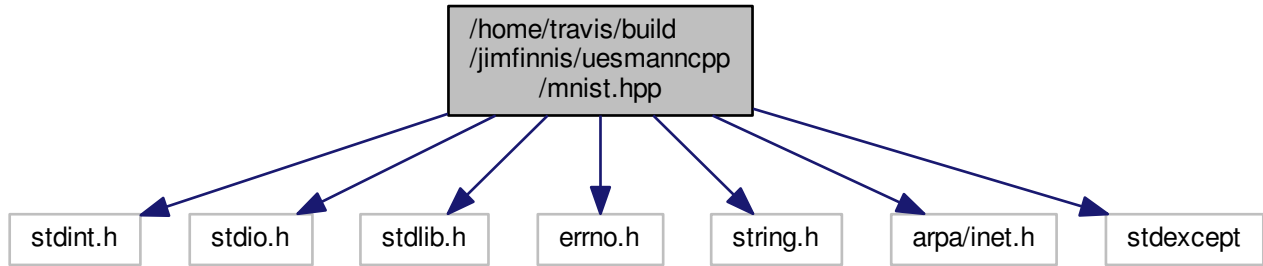 /home/travis/build
/jimfinnis/uesmanncpp
/mnist.hpp
stdint.h
stdio.h
stdlib.h
errno.h
string.h
arpa/inet.h
stdexcept